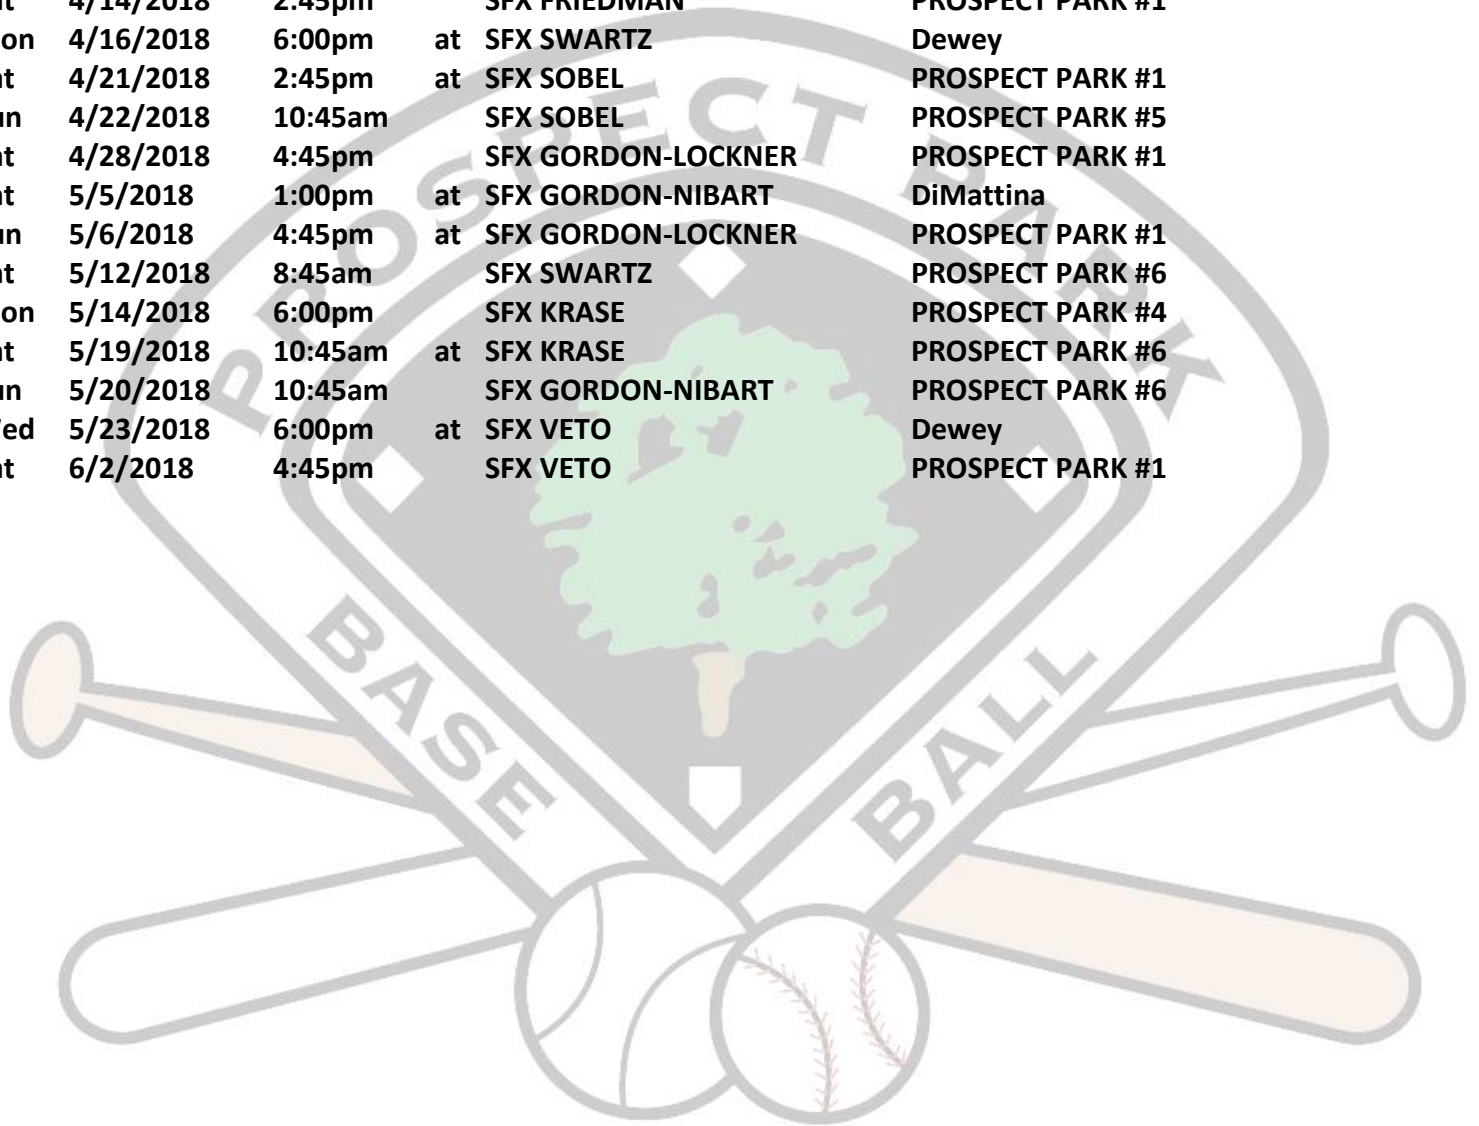 4/14/2018 2:45pm SFX FRIEDMAN PROSPECT PARK #1
on 4/16/2018 6:00pm at SFX SWARTZ Dewey
at 4/21/2018 2:45pm at SFX SOBEL PROSPECT PARK #1
un 4/22/2018 10:45am SFX SOBEL PROSPECT PARK #5
at 4/28/2018 4:45pm SFX GORDON-LOCKNER PROSPECT PARK #1
at 5/5/2018 1:00pm at SFX GORDON-NIBART DiMattina
un 5/6/2018 4:45pm at SFX GORDON-LOCKNER PROSPECT PARK #1
at 5/12/2018 8:45am SFX SWARTZ PROSPECT PARK #6
on 5/14/2018 6:00pm SFX KRASE PROSPECT PARK #4
at 5/19/2018 10:45am at SFX KRASE PROSPECT PARK #6
un 5/20/2018 10:45am SFX GORDON-NIBART PROSPECT PARK #6
ed 5/23/2018 6:00pm at SFX VETO Dewey
at 6/2/2018 4:45pm SFX VETO PROSPECT PARK #1
PROSPECT PARK
BASE BALL